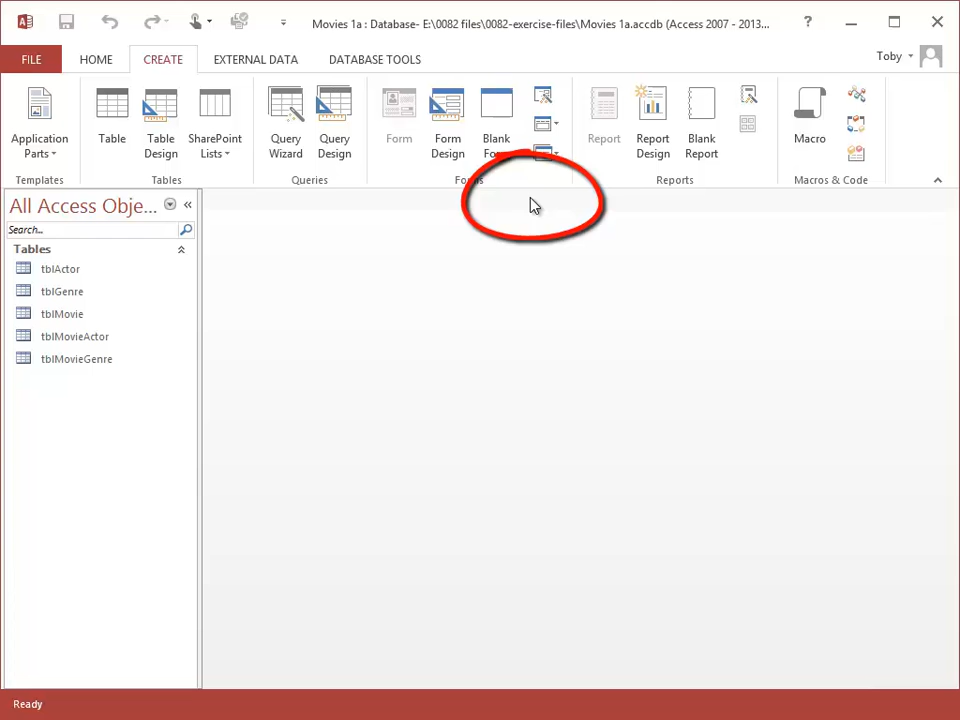 Movies 1a : Database- E:\0082 files\0082-exercise-files\Movies 1a.accdb (Access 2007 - 2013...
?
FILE HOME CREATE EXTERNAL DATA DATABASE TOOLS Toby
Application Parts
Table
Table Design
SharePoint Lists
Query Wizard
Query Design
Form
Form Design
Blank
Report
Report Design
Blank Report
Macro
Templates Tables Queries Forms Reports Macros & Code
All Access Obje... «
Search...
Tables
tblActor
tblGenre
tblMovie
tblMovieActor
tblMovieGenre
Ready